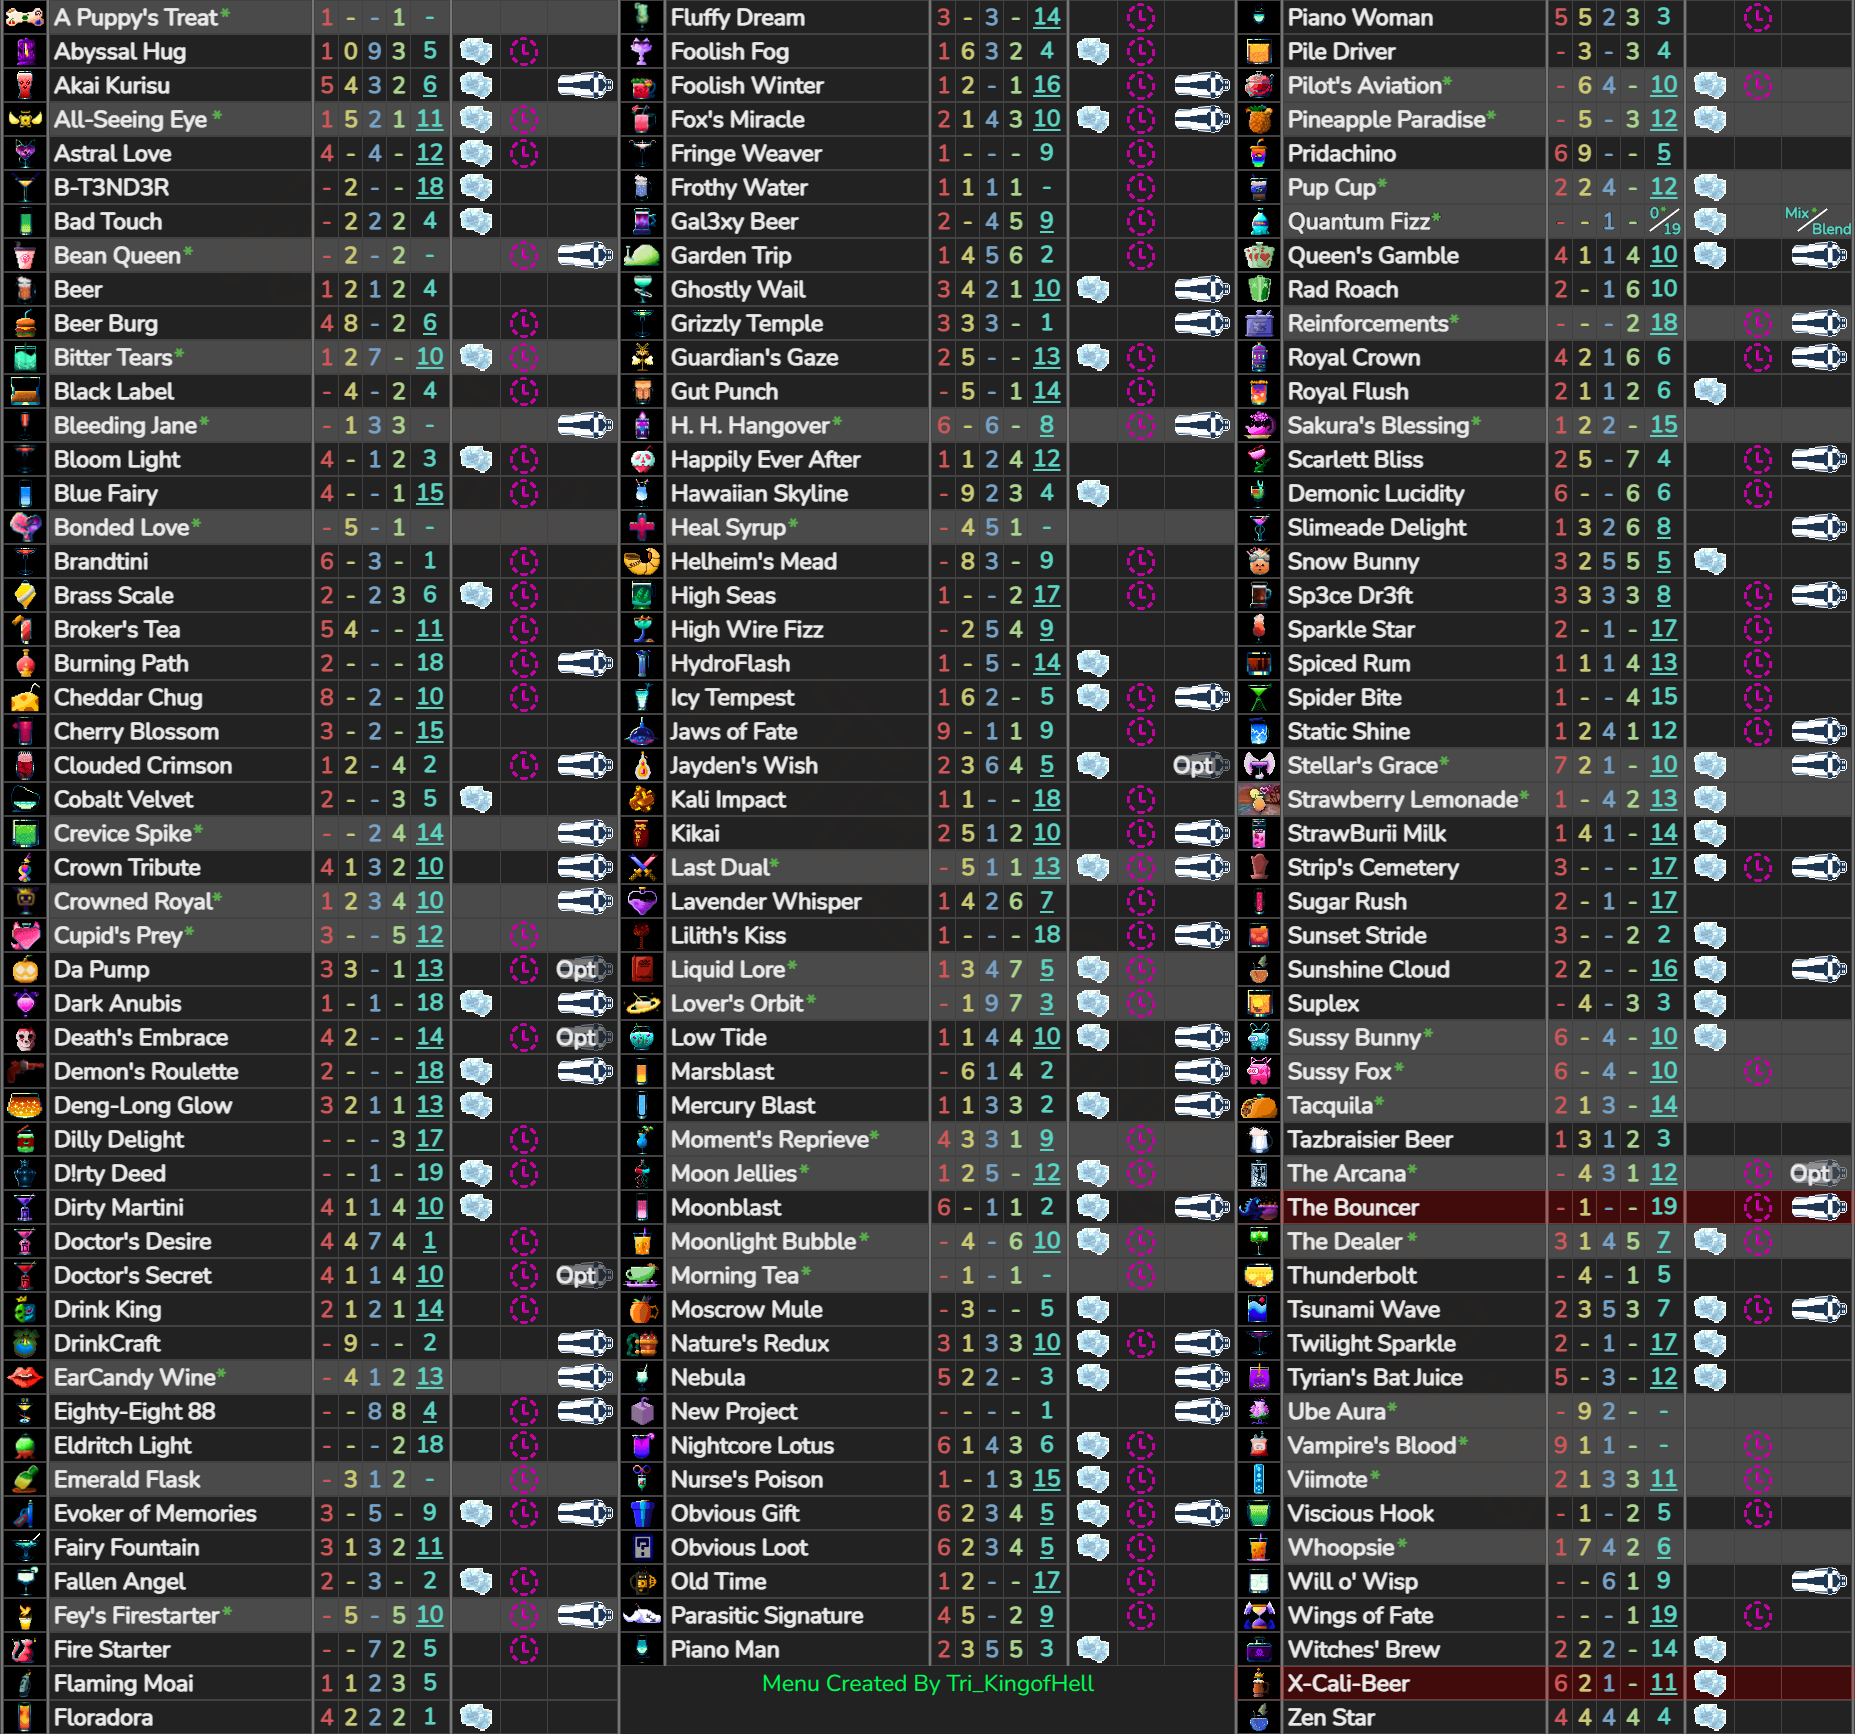 A Puppy's Treat* 1 - - 1 -
Abyssal Hug 1 0 9 3 5
Akai Kurisu 5 4 3 2 6
All-Seeing Eye * 1 5 2 1 11
Astral Love 4 - 4 - 12
B-T3ND3R - 2 - - 18
Bad Touch - 2 2 2 4
Bean Queen* - 2 - 2 -
Beer 1 2 1 2 4
Beer Burg 4 8 - 2 6
Bitter Tears* 1 2 7 - 10
Black Label - 4 - 2 4
Bleeding Jane* - 1 3 3 -
Bloom Light 4 - 1 2 3
Blue Fairy 4 - - 1 15
Bonded Love* - 5 - 1 -
Brandtini 6 - 3 - 1
Brass Scale 2 - 2 3 6
Broker's Tea 5 4 - - 11
Burning Path 2 - - - 18
Cheddar Chug 8 - 2 - 10
Cherry Blossom 3 - 2 - 15
Clouded Crimson 1 2 - 4 2
Cobalt Velvet 2 - - 3 5
Crevice Spike* - - 2 4 14
Crown Tribute 4 1 3 2 10
Crowned Royal* 1 2 3 4 10
Cupid's Prey* 3 - - 5 12
Da Pump 3 3 - 1 13 Opt
Dark Anubis 1 - 1 - 18
Death's Embrace 4 2 - - 14 Opt
Demon's Roulette 2 - - - 18
Deng-Long Glow 3 2 1 1 13
Dilly Delight - - - 3 17
D!rty Deed - - 1 - 19
Dirty Martini 4 1 1 4 10
Doctor's Desire 4 4 7 4 1
Doctor's Secret 4 1 1 4 10 Opt
Drink King 2 1 2 1 14
DrinkCraft - 9 - - 2
EarCandy Wine* - 4 1 2 13
Eighty-Eight 88 - - 8 8 4
Eldritch Light - - - 2 18
Emerald Flask - 3 1 2 -
Evoker of Memories 3 - 5 - 9
Fairy Fountain 3 1 3 2 11
Fallen Angel 2 - 3 - 2
Fey's Firestarter* - 5 - 5 10
Fire Starter - - 7 2 5
Flaming Moai 1 1 2 3 5
Floradora 4 2 2 2 1
Fluffy Dream 3 - 3 - 14
Foolish Fog 1 6 3 2 4
Foolish Winter 1 2 - 1 16
Fox's Miracle 2 1 4 3 10
Fringe Weaver 1 - - - 9
Frothy Water 1 1 1 1 -
Gal3xy Beer 2 - 4 5 9
Garden Trip 1 4 5 6 2
Ghostly Wail 3 4 2 1 10
Grizzly Temple 3 3 3 - 1
Guardian's Gaze 2 5 - - 13
Gut Punch - 5 - 1 14
H. H. Hangover* 6 - 6 - 8
Happily Ever After 1 1 2 4 12
Hawaiian Skyline - 9 2 3 4
Heal Syrup* - 4 5 1 -
Helheim's Mead - 8 3 - 9
High Seas 1 - - 2 17
High Wire Fizz - 2 5 4 9
HydroFlash 1 - 5 - 14
Icy Tempest 1 6 2 - 5
Jaws of Fate 9 - 1 1 9
Jayden's Wish 2 3 6 4 5 Opt
Kali Impact 1 1 - - 18
Kikai 2 5 1 2 10
Last Dual* - 5 1 1 13
Lavender Whisper 1 4 2 6 7
Lilith's Kiss 1 - - - 18
Liquid Lore* 1 3 4 7 5
Lover's Orbit* - 1 9 7 3
Low Tide 1 1 4 4 10
Marsblast - 6 1 4 2
Mercury Blast 1 1 3 3 2
Moment's Reprieve* 4 3 3 1 9
Moon Jellies* 1 2 5 - 12
Moonblast 6 - 1 1 2
Moonlight Bubble* - 4 - 6 10
Morning Tea* - 1 - 1 -
Moscrow Mule - 3 - - 5
Nature's Redux 3 1 3 3 10
Nebula 5 2 2 - 3
New Project - - - - 1
Nightcore Lotus 6 1 4 3 6
Nurse's Poison 1 - 1 3 15
Obvious Gift 6 2 3 4 5
Obvious Loot 6 2 3 4 5
Old Time 1 2 - - 17
Parasitic Signature 4 5 - 2 9
Piano Man 2 3 5 5 3
Menu Created By Tri_KingofHell
Piano Woman 5 5 2 3 3
Pile Driver - 3 - 3 4
Pilot's Aviation* - 6 4 - 10
Pineapple Paradise* - 5 - 3 12
Pridachino 6 9 - - 5
Pup Cup* 2 2 4 - 12
Quantum Fizz* - - 1 - 0*/19 Mix*/Blend
Queen's Gamble 4 1 1 4 10
Rad Roach 2 - 1 6 10
Reinforcements* - - - 2 18
Royal Crown 4 2 1 6 6
Royal Flush 2 1 1 2 6
Sakura's Blessing* 1 2 2 - 15
Scarlett Bliss 2 5 - 7 4
Demonic Lucidity 6 - - 6 6
Slimeade Delight 1 3 2 6 8
Snow Bunny 3 2 5 5 5
Sp3ce Dr3ft 3 3 3 3 8
Sparkle Star 2 - 1 - 17
Spiced Rum 1 1 1 4 13
Spider Bite 1 - - 4 15
Static Shine 1 2 4 1 12
Stellar's Grace* 7 2 1 - 10
Strawberry Lemonade* 1 - 4 2 13
StrawBurii Milk 1 4 1 - 14
Strip's Cemetery 3 - - - 17
Sugar Rush 2 - 1 - 17
Sunset Stride 3 - - 2 2
Sunshine Cloud 2 2 - - 16
Suplex - 4 - 3 3
Sussy Bunny* 6 - 4 - 10
Sussy Fox* 6 - 4 - 10
Tacquila* 2 1 3 - 14
Tazbraisier Beer 1 3 1 2 3
The Arcana* - 4 3 1 12 Opt
The Bouncer - 1 - - 19
The Dealer * 3 1 4 5 7
Thunderbolt - 4 - 1 5
Tsunami Wave 2 3 5 3 7
Twilight Sparkle 2 - 1 - 17
Tyrian's Bat Juice 5 - 3 - 12
Ube Aura* - 9 2 - -
Vampire's Blood* 9 1 1 - -
Viimote* 2 1 3 3 11
Viscious Hook - 1 - 2 5
Whoopsie* 1 7 4 2 6
Will o' Wisp - - 6 1 9
Wings of Fate - - - 1 19
Witches' Brew 2 2 2 - 14
X-Cali-Beer 6 2 1 - 11
Zen Star 4 4 4 4 4